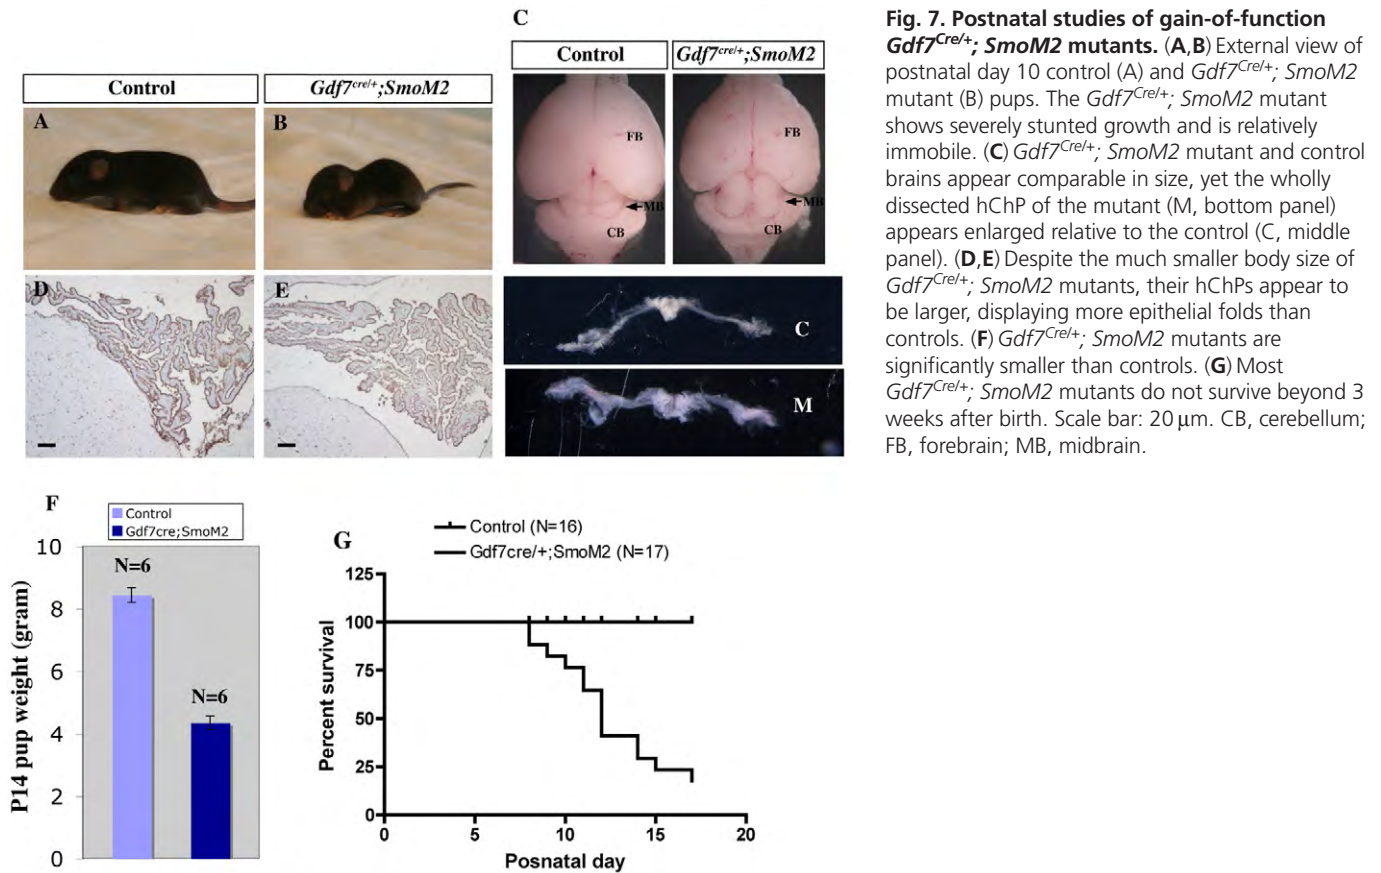 C
Control
Gdf7cre/+;SmoM2
Control
Gdf7cre/+;SmoM2
A
B
FB
MB
CB
FB
MB
CB
D
E
C
M
Fig. 7. Postnatal studies of gain-of-function
Gdf7Cre/+; SmoM2 mutants. (A,B) External view of
postnatal day 10 control (A) and Gdf7Cre/+; SmoM2
mutant (B) pups. The Gdf7Cre/+; SmoM2 mutant
shows severely stunted growth and is relatively
immobile. (C) Gdf7Cre/+; SmoM2 mutant and control
brains appear comparable in size, yet the wholly
dissected hChP of the mutant (M, bottom panel)
appears enlarged relative to the control (C, middle
panel). (D,E) Despite the much smaller body size of
Gdf7Cre/+; SmoM2 mutants, their hChPs appear to
be larger, displaying more epithelial folds than
controls. (F) Gdf7Cre/+; SmoM2 mutants are
significantly smaller than controls. (G) Most
Gdf7Cre/+; SmoM2 mutants do not survive beyond 3
weeks after birth. Scale bar: 20 μm. CB, cerebellum;
FB, forebrain; MB, midbrain.
F
Control
Gdf7cre;SmoM2
P14 pup weight (gram)
10
8
6
4
2
0
N=6
N=6
G
Control (N=16)
Gdf7cre/+;SmoM2 (N=17)
Percent survival
125
100
75
50
25
0
0 5 10 15 20
Posnatal day